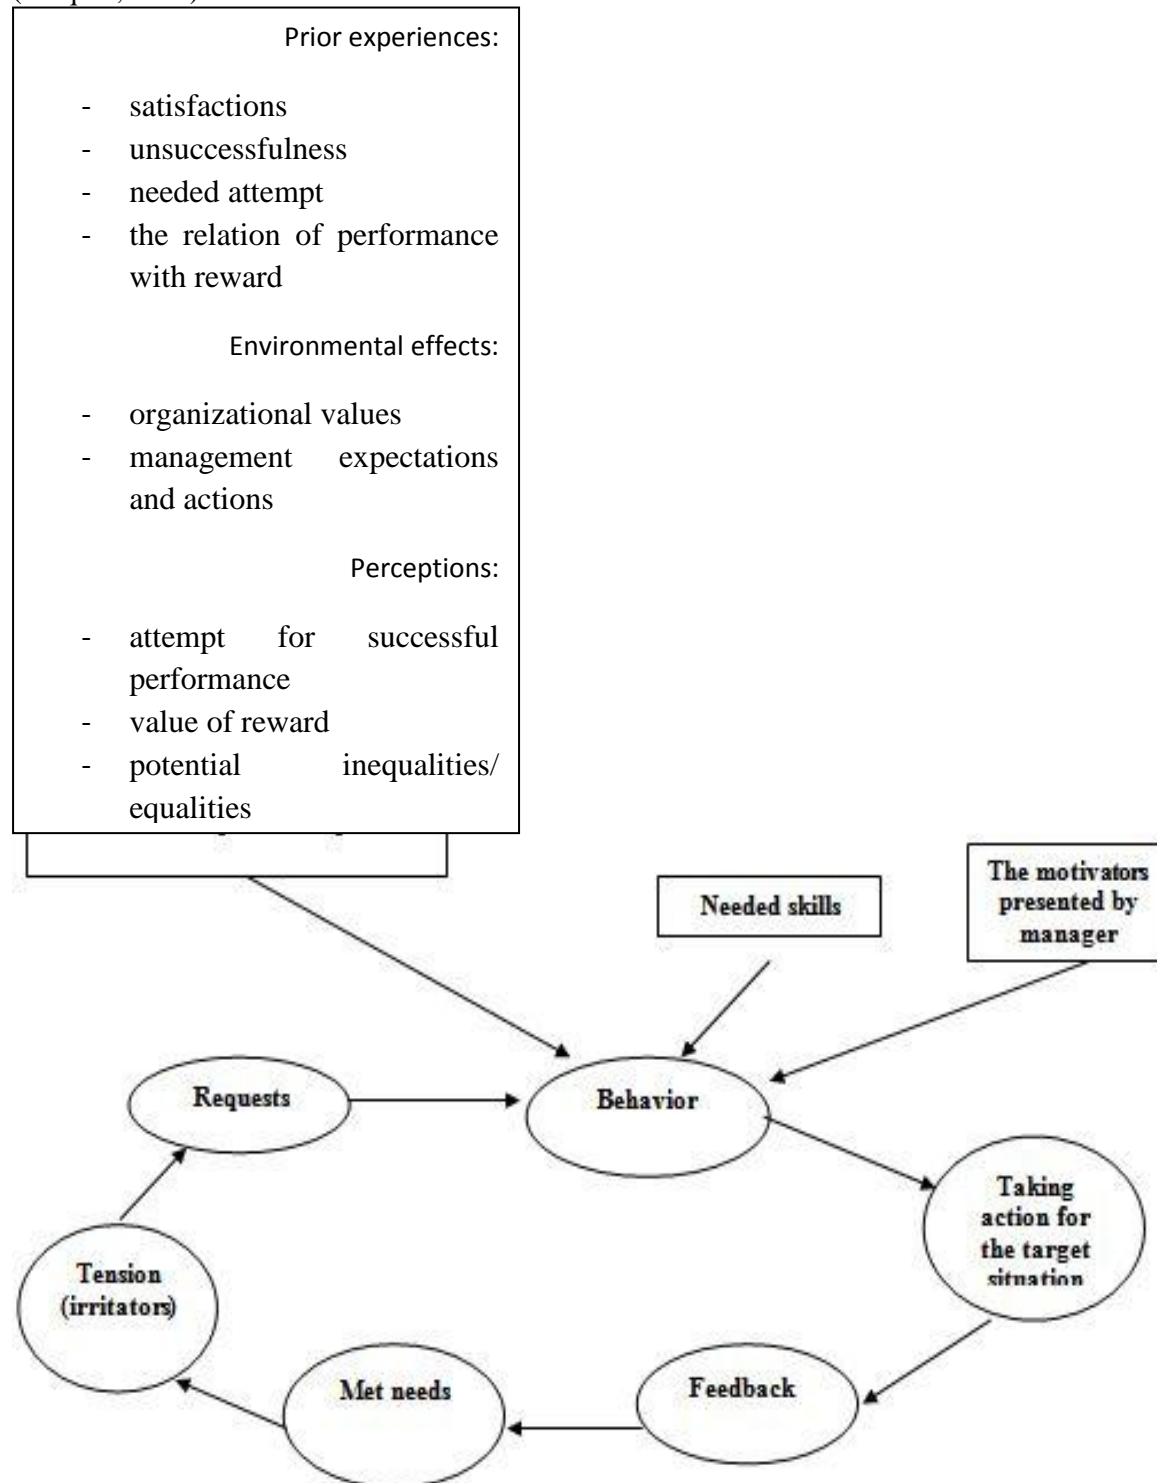 Prior experiences:
- satisfactions
- unsuccessfulness
- needed attempt
- the relation of performance
with reward
Environmental effects:
- organizational values
- management expectations
and actions
Perceptions:
- attempt for successful
performance
- value of reward
- potential inequalities/
equalities
Needed skills
The motivators
presented by
manager
Requests
Behavior
Taking
action for
the target
situation
Tension
(irritators)
Met needs
Feedback